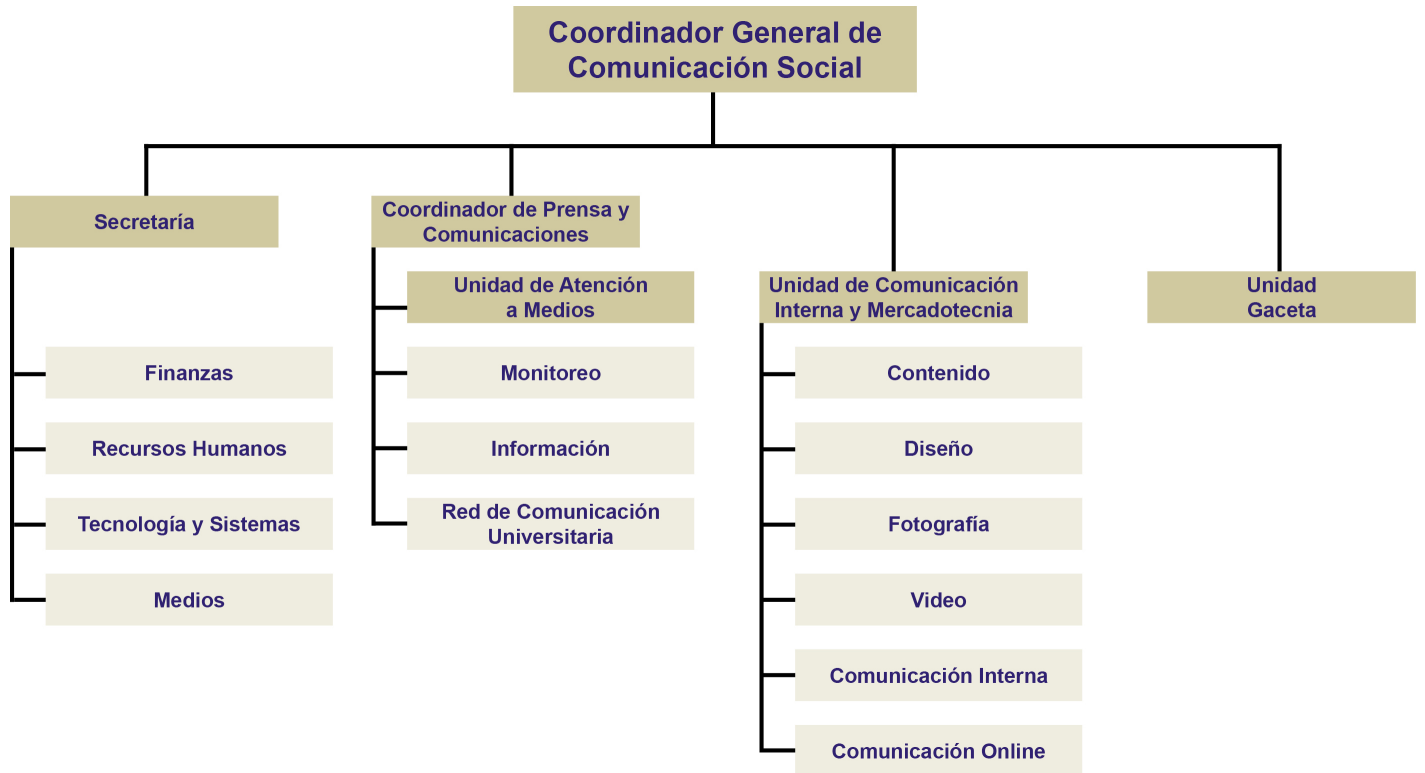 Coordinador General de
Comunicación Social
Secretaría
Finanzas
Recursos Humanos
Tecnología y Sistemas
Medios
Coordinador de Prensa y
Comunicaciones
Unidad de Atención
a Medios
Monitoreo
Información
Red de Comunicación
Universitaria
Unidad de Comunicación
Interna y Mercadotecnia
Contenido
Diseño
Fotografía
Video
Comunicación Interna
Comunicación Online
Unidad
Gaceta